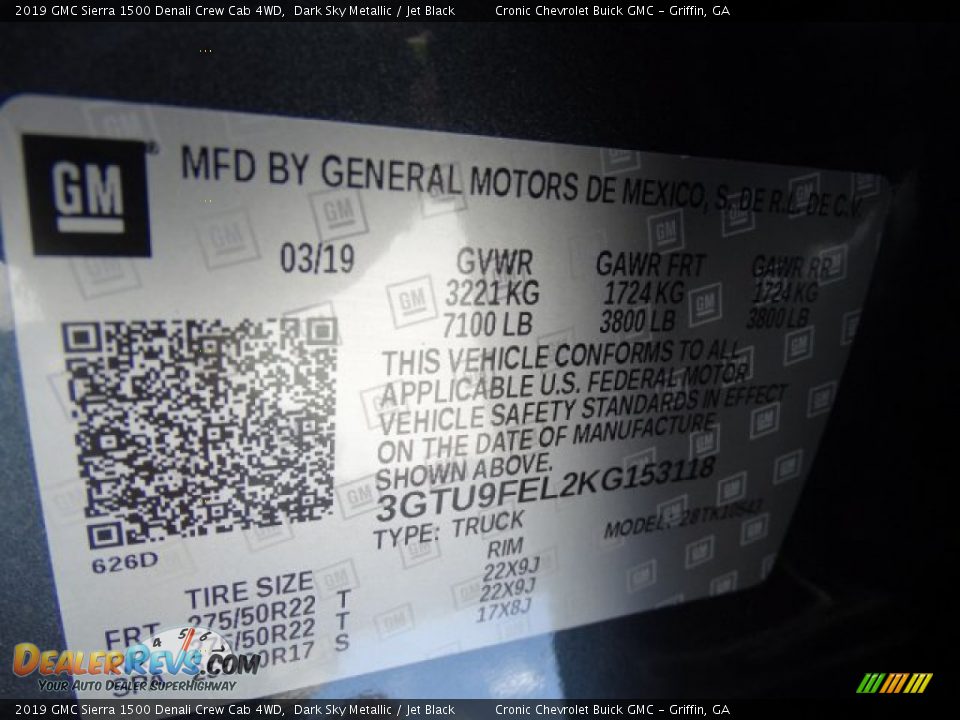 2019 GMC Sierra 1500 Denali Crew Cab 4WD,  Dark Sky Metallic / Jet Black Cronic Chevrolet Buick GMC - Griffin, GA
GM
MFD BY GENERAL MOTORS DE MEXICO, S. DE R.L. DE C.V.
03/19 GVWR GAWR FRT GAWR RR
3221 KG 1724 KG 1724 KG
7100 LB 3800 LB 3800 LB
THIS VEHICLE CONFORMS TO ALL
APPLICABLE U.S. FEDERAL MOTOR
VEHICLE SAFETY STANDARDS IN EFFECT
ON THE DATE OF MANUFACTURE
SHOWN ABOVE.
3GTU9FEL2KG153118
TYPE: TRUCK MODEL:
626D
TIRE SIZE RIM
FRT 275/50R22 T 22X9J
T 22X9J
S 17X8J
SPA
DealerRevs.com
Your Auto Dealer SuperHighway
2019 GMC Sierra 1500 Denali Crew Cab 4WD,  Dark Sky Metallic / Jet Black Cronic Chevrolet Buick GMC - Griffin, GA